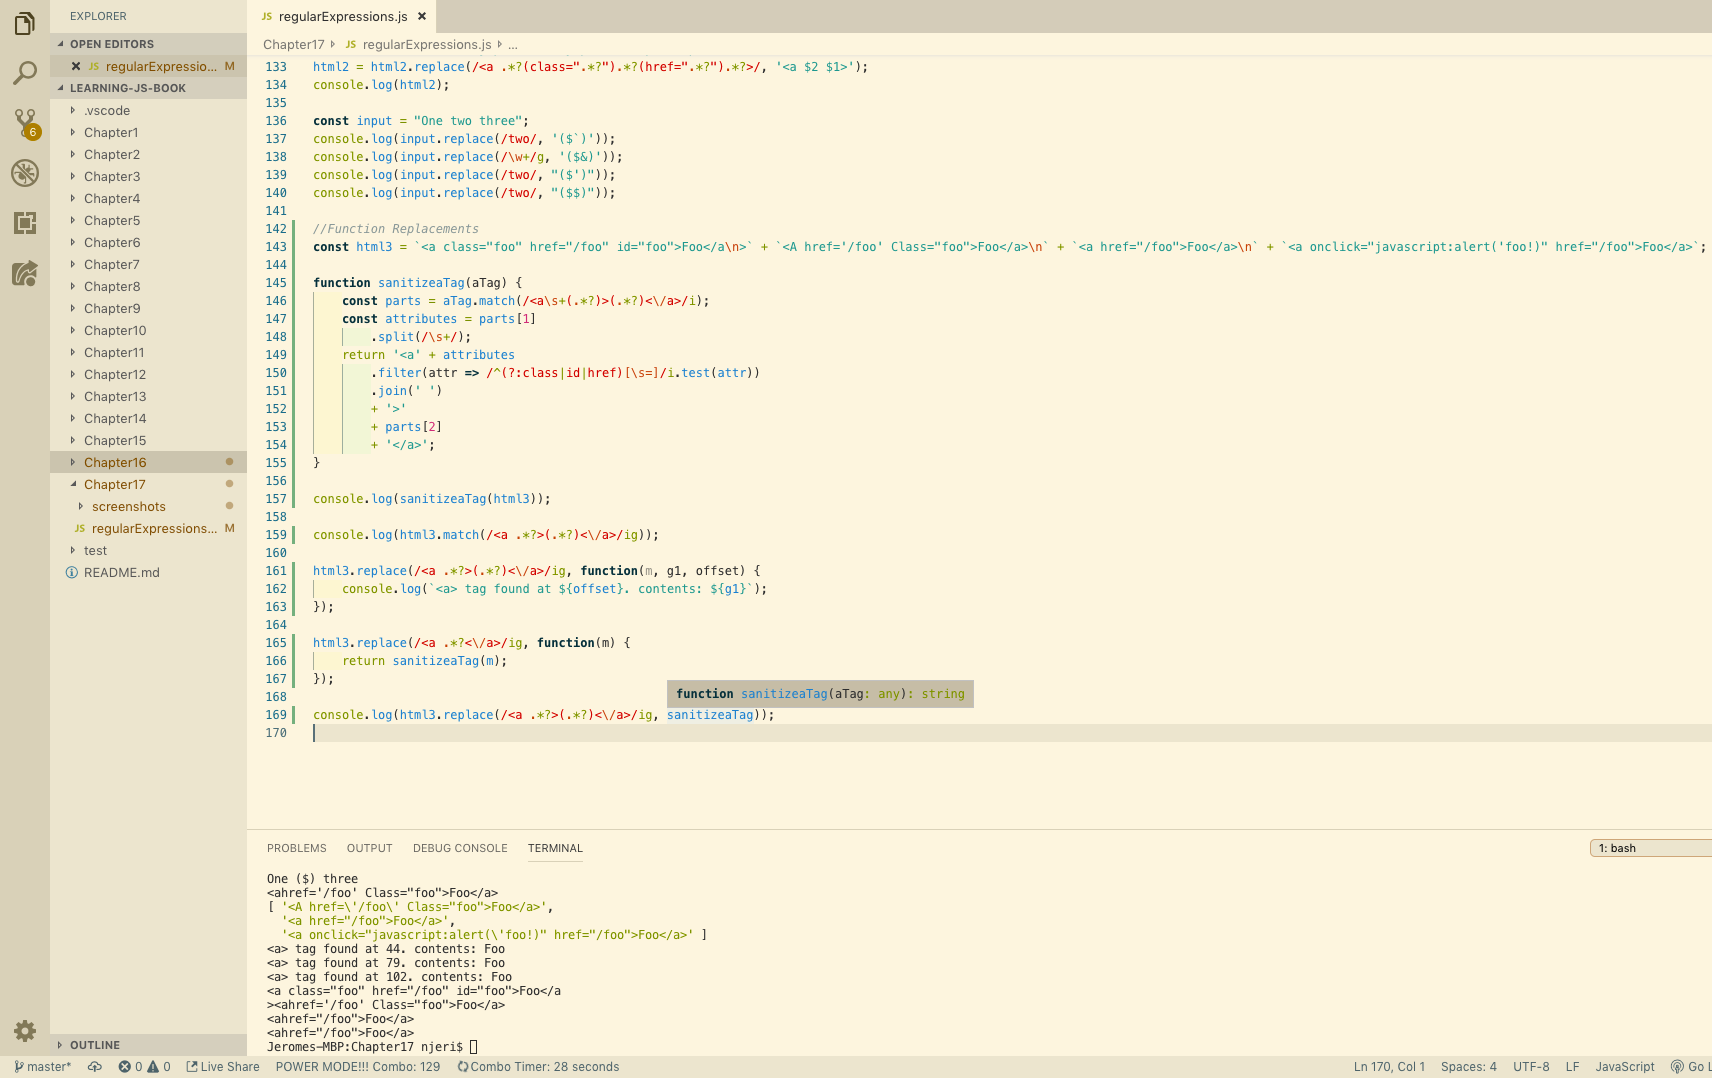 EXPLORER
OPEN EDITORS
JS regularExpressio... M
LEARNING-JS-BOOK
.vscode
Chapter1
Chapter2
Chapter3
Chapter4
Chapter5
Chapter6
Chapter7
Chapter8
Chapter9
Chapter10
Chapter11
Chapter12
Chapter13
Chapter14
Chapter15
Chapter16
Chapter17
screenshots
JS regularExpressions... M
test
README.md
OUTLINE
6
JS regularExpressions.js
Chapter17 JS regularExpressions.js ...
133 html2 = html2.replace(/<a .*?(class=".*?").*?(href=".*?").*?>/, '<a $2 $1>');
134 console.log(html2);
135
136 const input = "One two three";
137 console.log(input.replace(/two/, '($`)'));
138 console.log(input.replace(/\w+/g, '($&)'));
139 console.log(input.replace(/two/, "($')"));
140 console.log(input.replace(/two/, "($$)"));
141
142 //Function Replacements
143 const html3 = `<a class="foo" href="/foo" id="foo">Foo</a\n>` + `<A href='/foo' Class="foo">Foo</a>\n` + `<a href="/foo">Foo</a>\n` + `<a onclick="javascript:alert('foo!)" href="/foo">Foo</a>`;
144
145 function sanitizeaTag(aTag) {
146 const parts = aTag.match(/<a\s+(.*?)>(.*?)<\/a>/i);
147 const attributes = parts[1]
148 .split(/\s+/);
149 return '<a' + attributes
150 .filter(attr => /^(?:class|id|href)[\s=]/i.test(attr))
151 .join(' ')
152 + '>'
153 + parts[2]
154 + '</a>';
155 }
156
157 console.log(sanitizeaTag(html3));
158
159 console.log(html3.match(/<a .*?>(.*?)<\/a>/ig));
160
161 html3.replace(/<a .*?>(.*?)<\/a>/ig, function(m, g1, offset) {
162 console.log(`<a> tag found at ${offset}. contents: ${g1}`);
163 });
164
165 html3.replace(/<a .*?<\/a>/ig, function(m) {
166 return sanitizeaTag(m);
167 });
168
function sanitizeaTag(aTag: any): string
169 console.log(html3.replace(/<a .*?>(.*?)<\/a>/ig, sanitizeaTag));
170
PROBLEMS OUTPUT DEBUG CONSOLE TERMINAL 1: bash
One ($) three
<ahref='/foo' Class="foo">Foo</a>
[ '<A href=\'/foo\' Class="foo">Foo</a>',
'<a href="/foo">Foo</a>',
'<a onclick="javascript:alert(\'foo!)" href="/foo">Foo</a>' ]
<a> tag found at 44. contents: Foo
<a> tag found at 79. contents: Foo
<a> tag found at 102. contents: Foo
<a class="foo" href="/foo" id="foo">Foo</a
><ahref='/foo' Class="foo">Foo</a>
<ahref="/foo">Foo</a>
<ahref="/foo">Foo</a>
Jeromes-MBP:Chapter17 njeri$
master* 0 0 Live Share POWER MODE!!! Combo: 129 Combo Timer: 28 seconds Ln 170, Col 1 Spaces: 4 UTF-8 LF JavaScript Go L